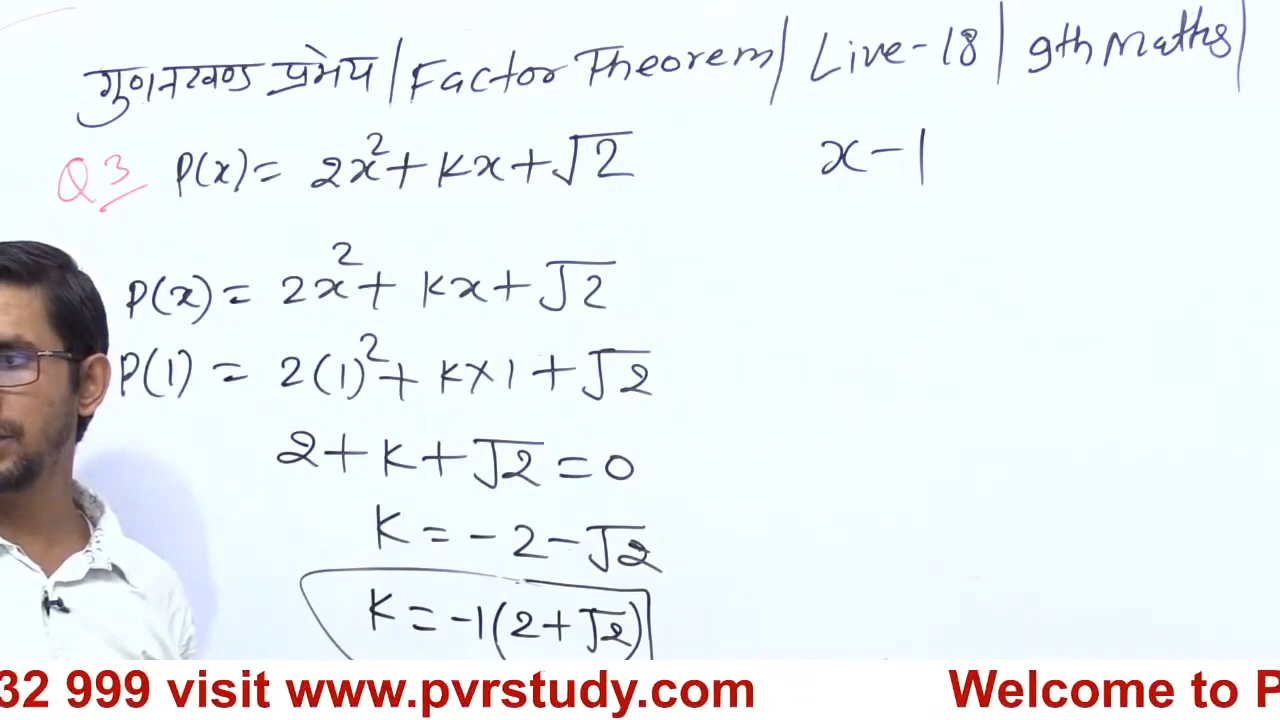 गुणनखण्ड प्रमेय / Factor Theorem / Live-18 / 9th Maths /
Q3 P(x) = 2x² + kx + √2 x - 1
P(x) = 2x² + kx + √2
P(1) = 2(1)² + k×1 + √2
2 + k + √2 = 0
k = -2 - √2
k = -1(2 + √2)
32 999 visit www.pvrstudy.com Welcome to P